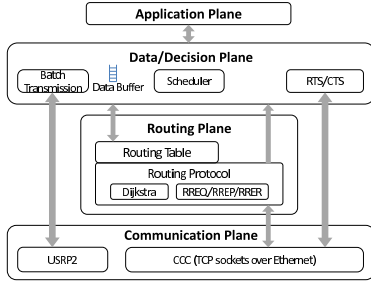 Application Plane
Data/Decision Plane
Batch
Transmission
Data Buffer
Scheduler
RTS/CTS
Routing Plane
Routing Table
Routing Protocol
Dijkstra
RREQ/RREP/RRER
Communication Plane
USRP2
CCC (TCP sockets over Ethernet)